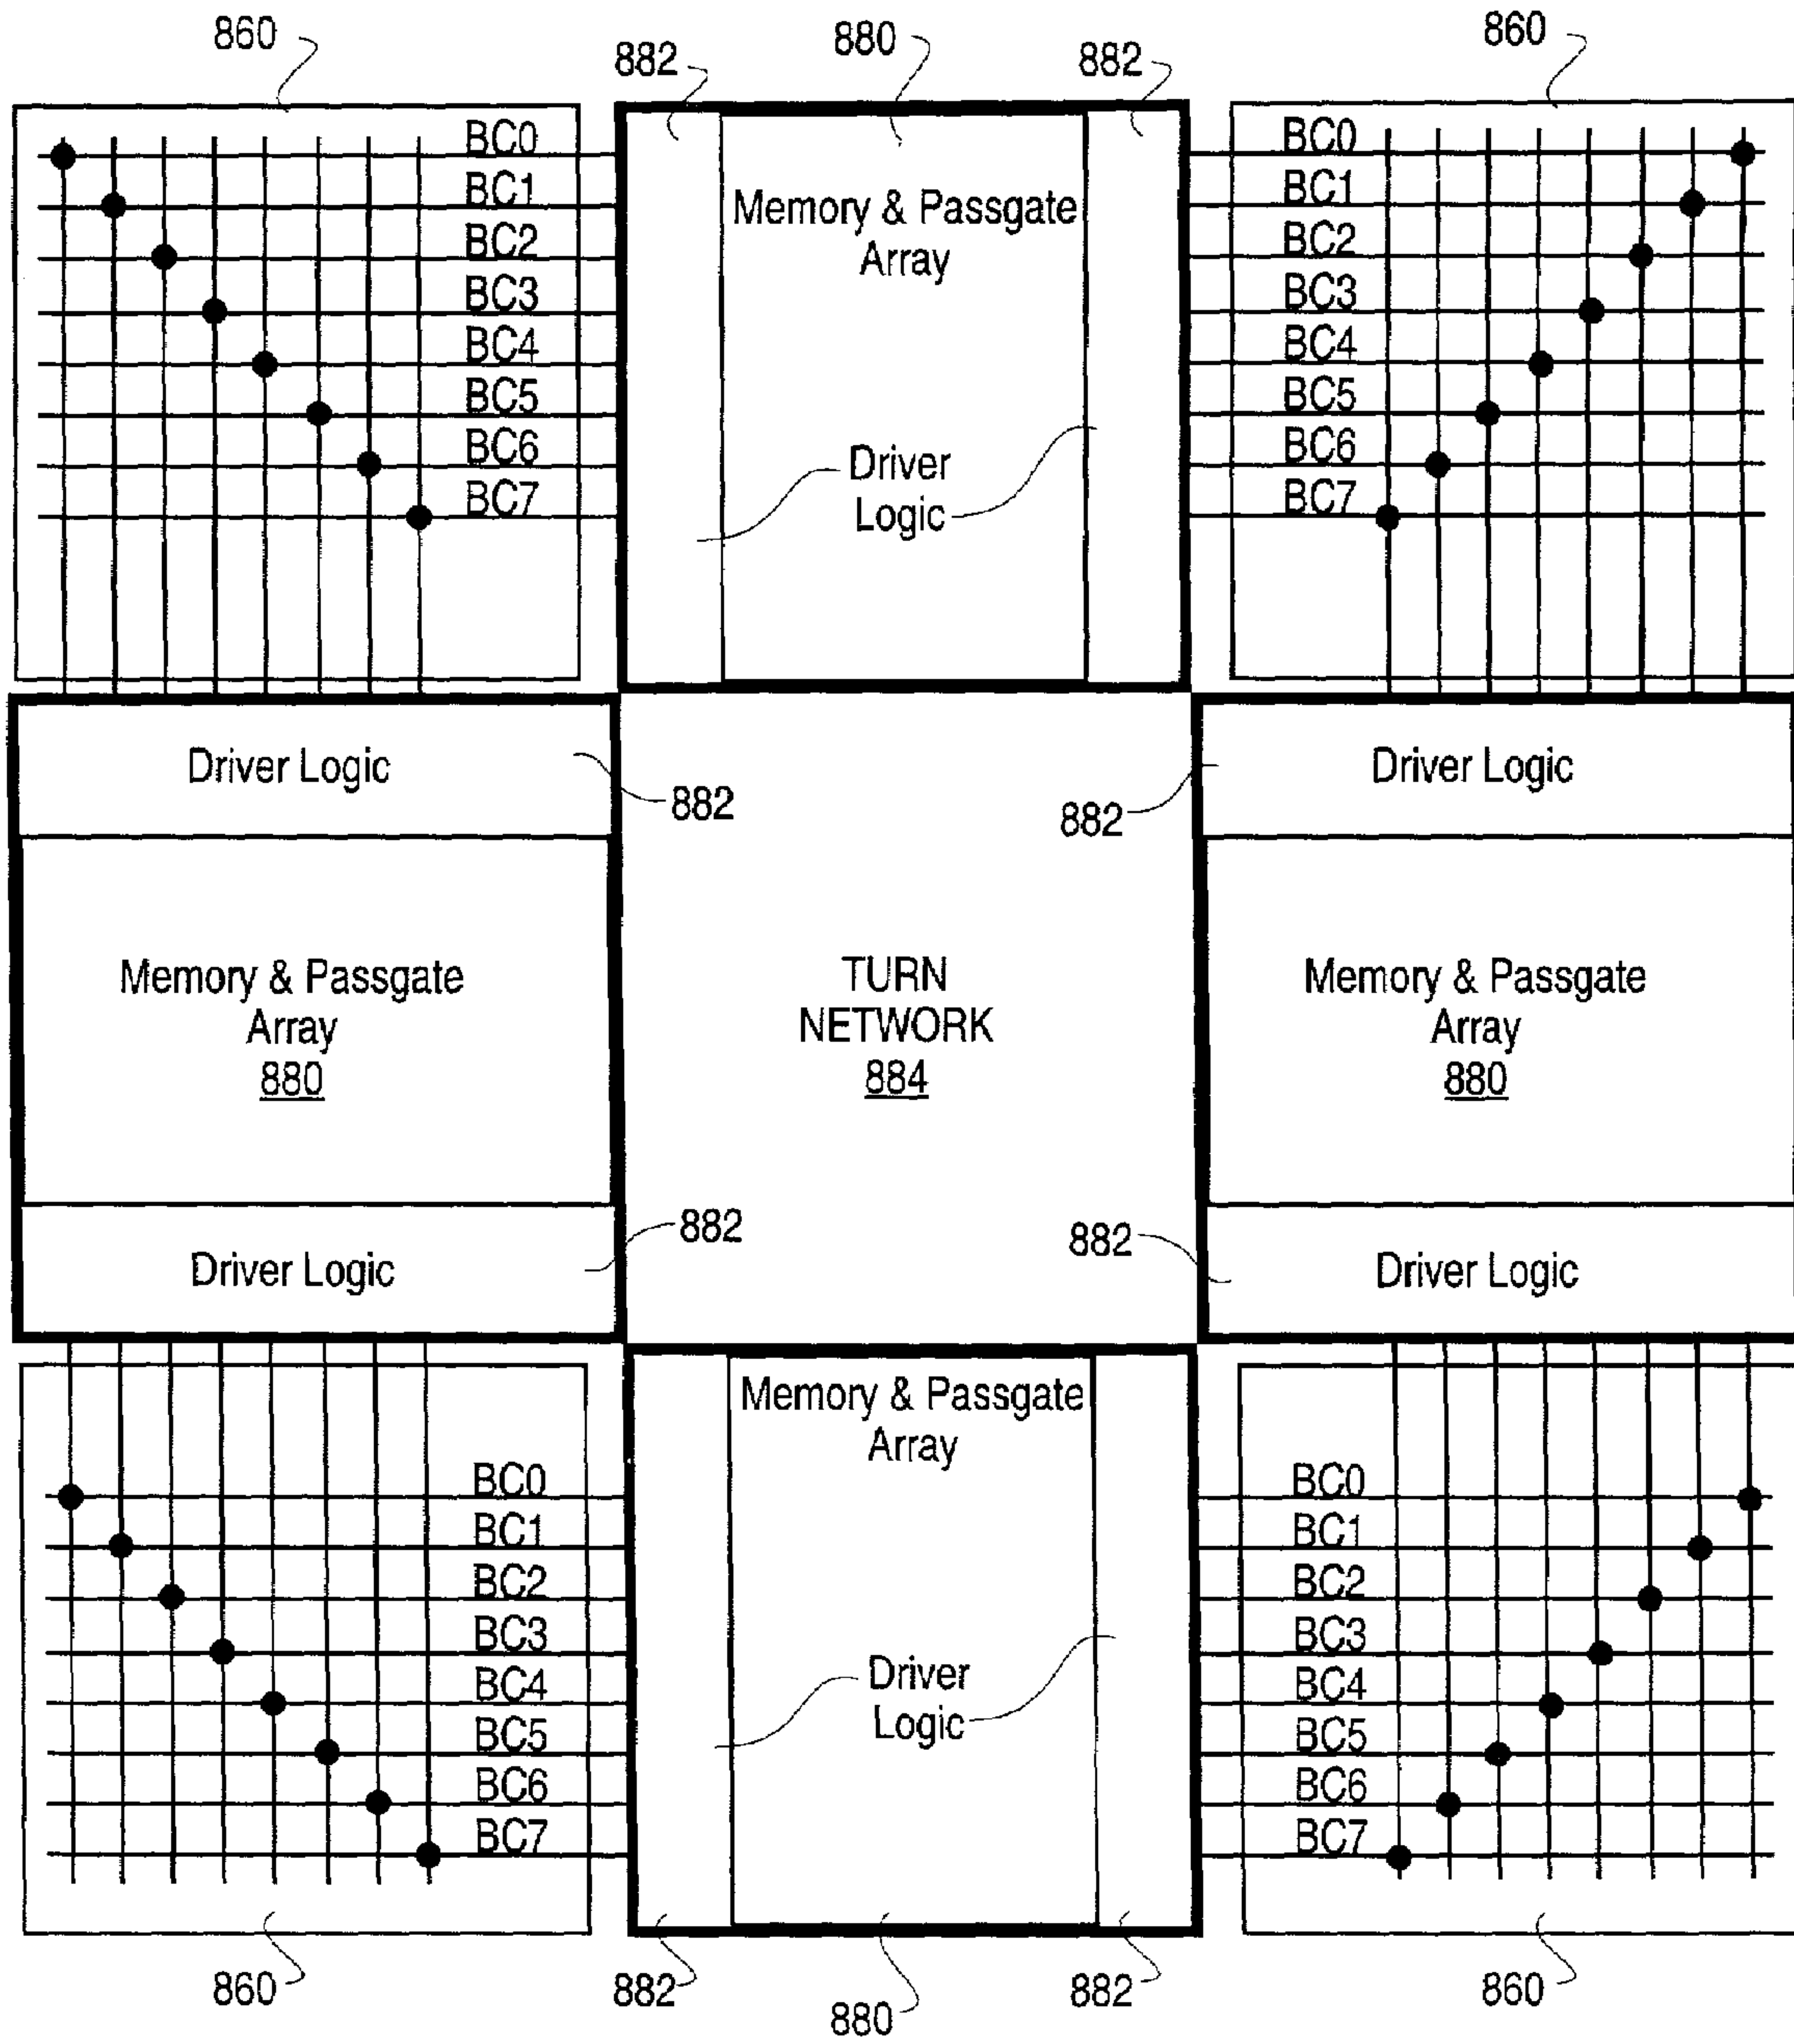 860
882
880
882
860
BC0
BC1
BC2
BC3
BC4
BC5
BC6
BC7
Memory & Passgate
Array
Driver
Logic
BC0
BC1
BC2
BC3
BC4
BC5
BC6
BC7
Driver Logic
882
882
Driver Logic
Memory & Passgate
Array
880
TURN
NETWORK
884
Memory & Passgate
Array
880
882
Driver Logic
882
Driver Logic
BC0
BC1
BC2
BC3
BC4
BC5
BC6
BC7
Memory & Passgate
Array
Driver
Logic
BC0
BC1
BC2
BC3
BC4
BC5
BC6
BC7
860
882
880
882
860